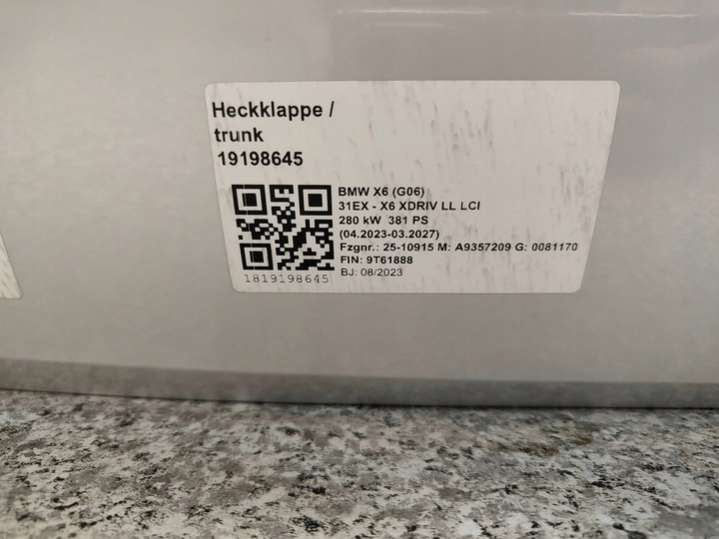 Heckklappe /
trunk
19198645
BMW X6 (G06)
31EX - X6 XDRIV LL LCI
280 kW 381 PS
(04.2023-03.2027)
Fzgnr.: 25-10915 M: A9357209 G: 0081170
FIN: 9T61888
BJ: 08/2023
1819198645